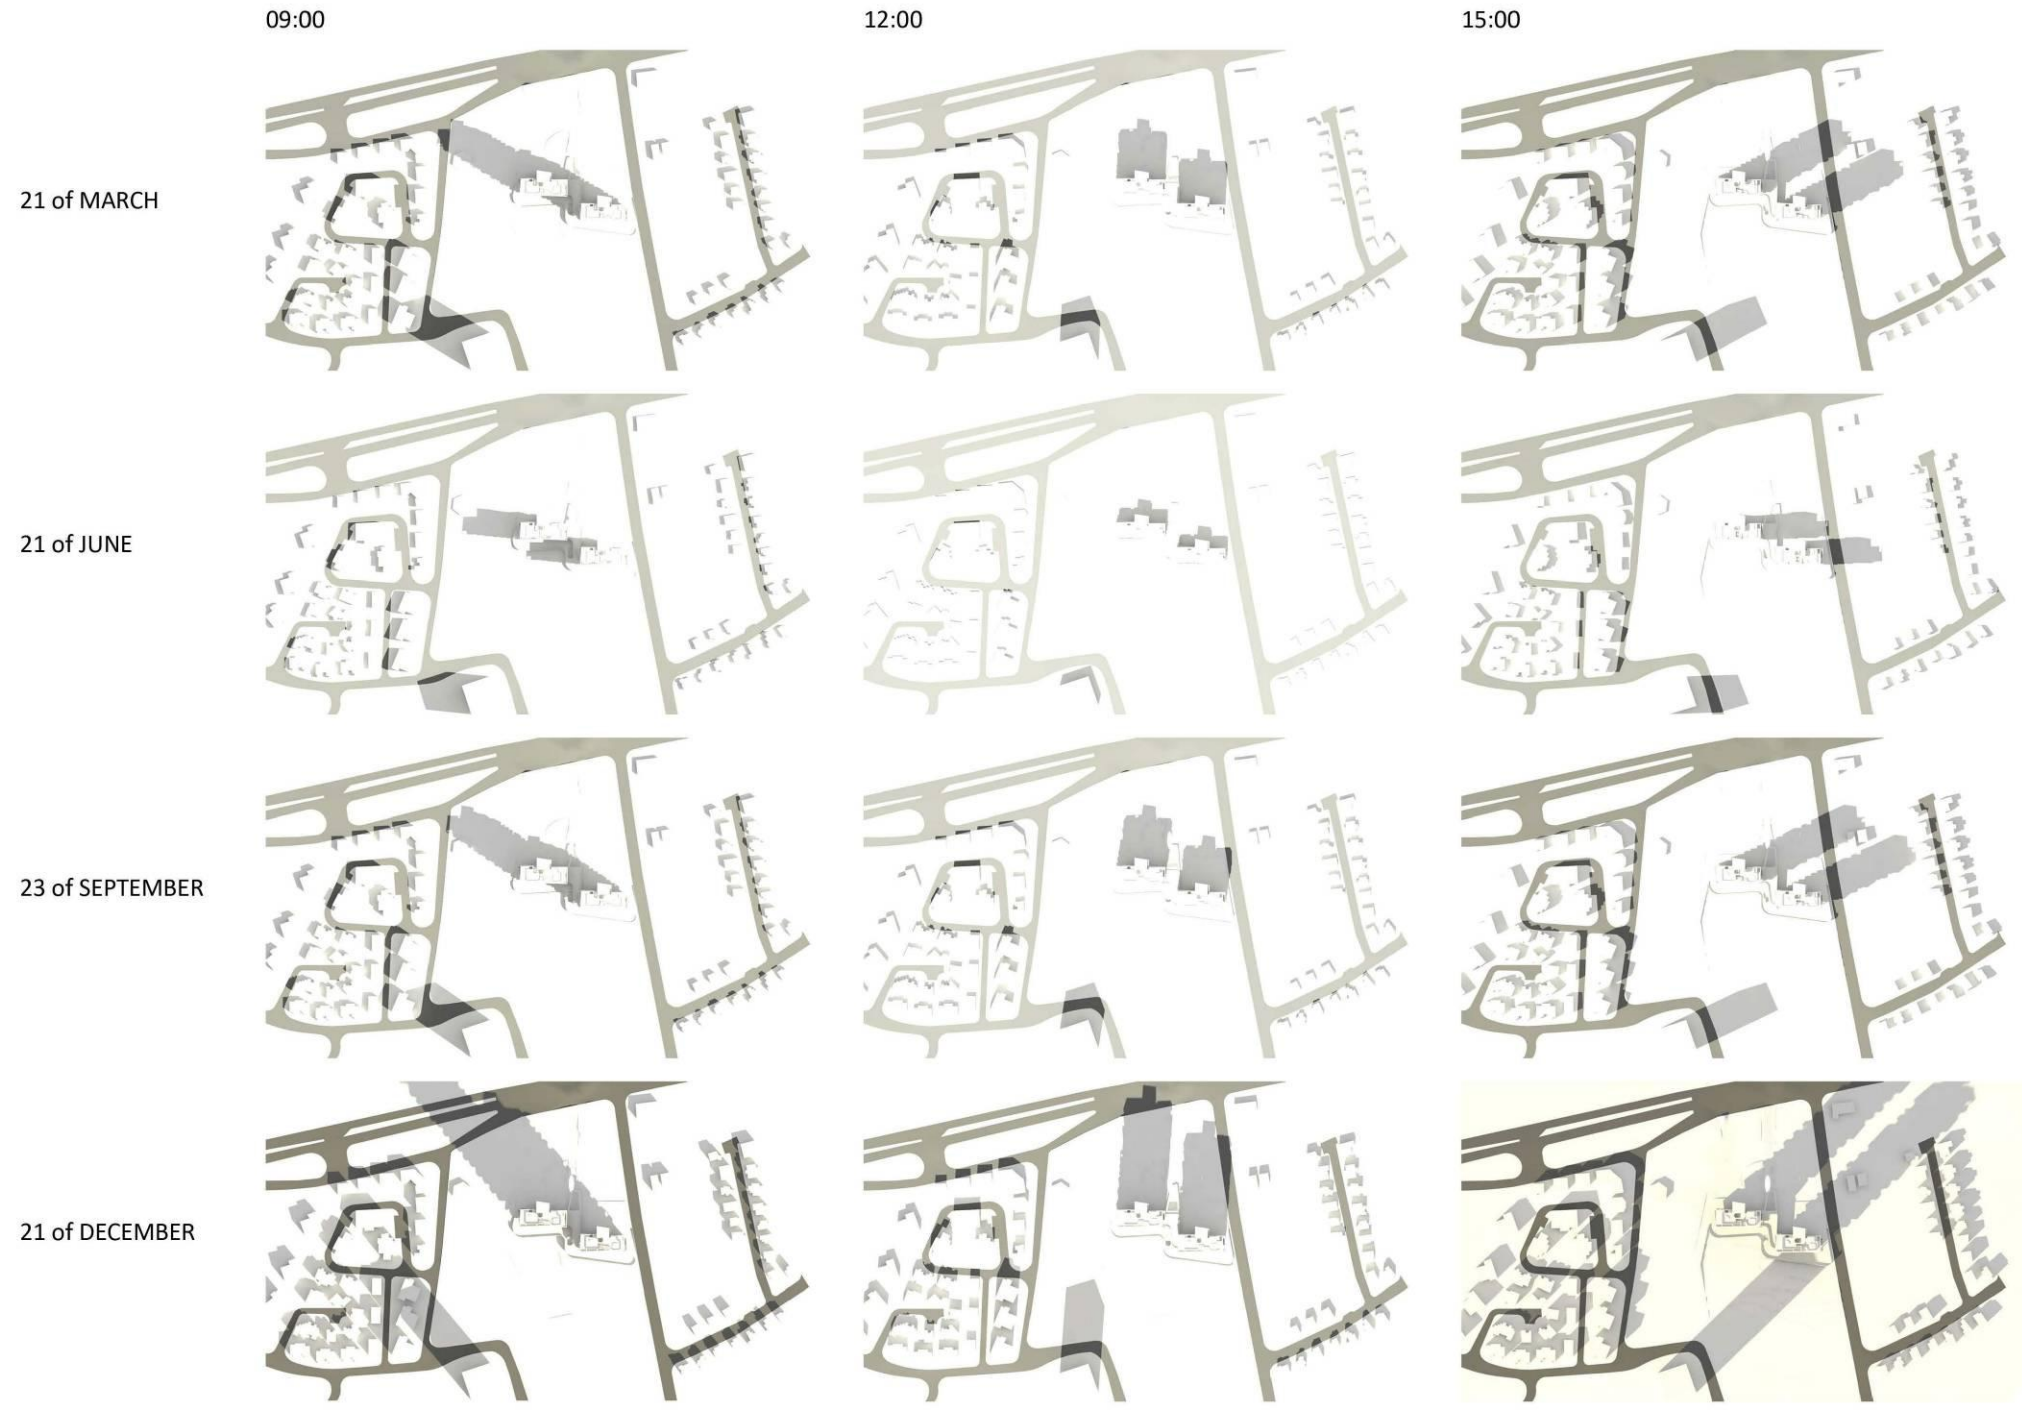 09:00
12:00
15:00
21 of MARCH
21 of JUNE
23 of SEPTEMBER
21 of DECEMBER